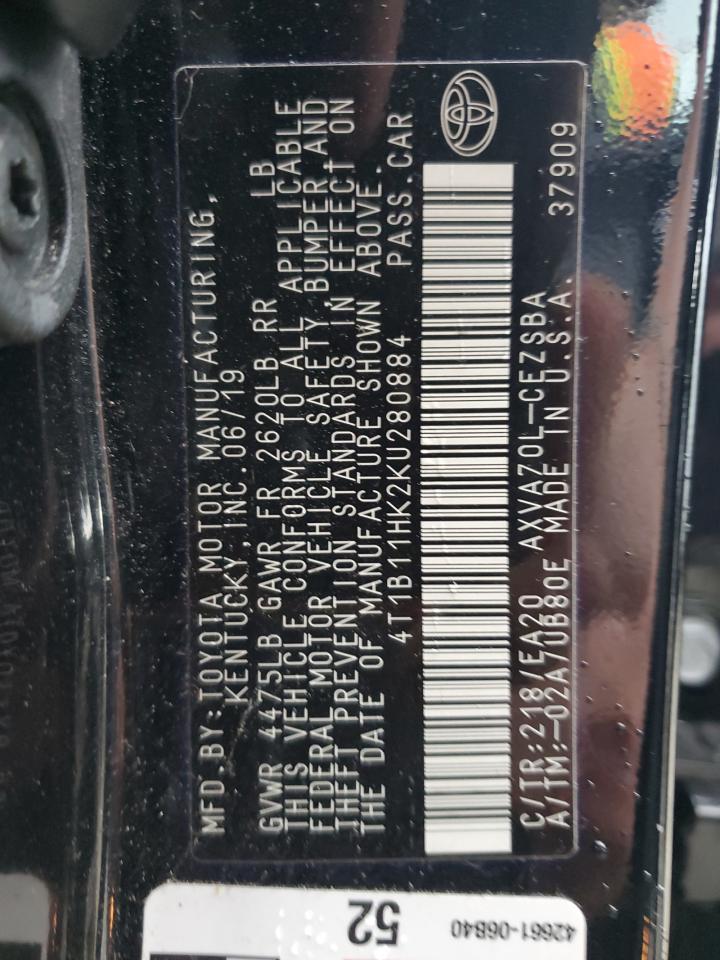 MFD.BY:TOYOTA MOTOR MANUFACTURING,
KENTUCKY,INC.06/19
GVWR 4475LB GAWR FR 2620LB RR LB
THIS VEHICLE CONFORMS TO ALL APPLICABLE
FEDERAL MOTOR VEHICLE SAFETY, BUMPER AND
THEFT PREVENTION STANDARDS IN EFFECT ON
THE DATE OF MANUFACTURE SHOWN ABOVE.
4T1B11HK2KU280884 PASS.CAR
C/TR:218/EA20 AXVA70L-CEZSBA
A/TM:-02A/UB80E MADE IN U.S.A. 37909
52
42661-06B40